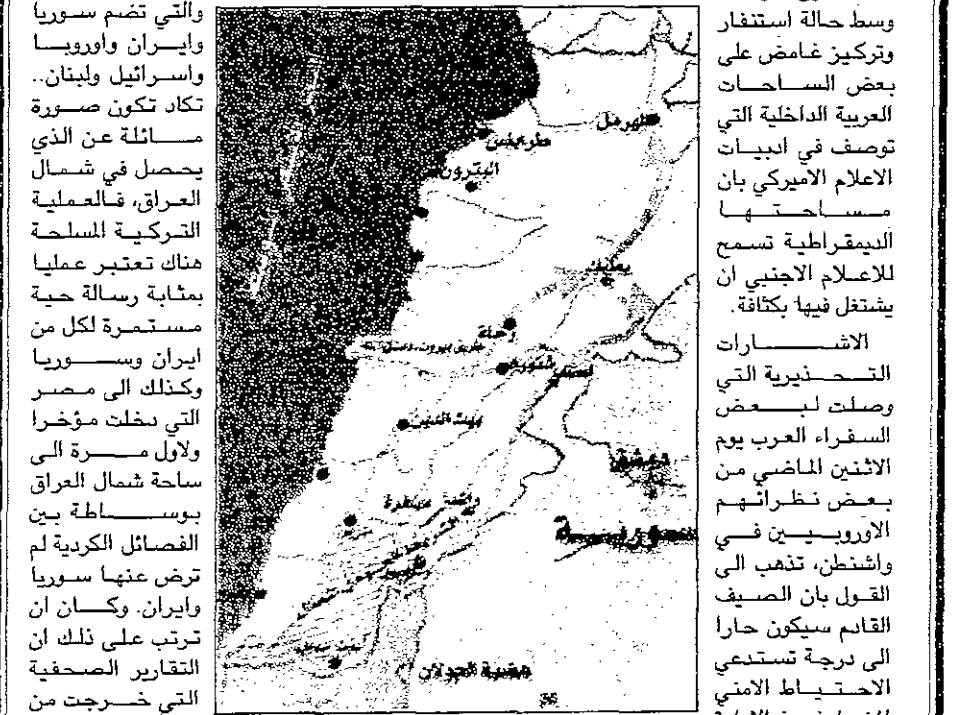 وسط حالة استنفار
وتركيز غامض على
بعض الساحات
العربية الداخلية التي
توصف في ادبيات
الاعلام الاميركي بان
مساحتها
الديمقراطية تسمح
للاعلام الاجنبي ان
يشتغل فيها بكثافة.
الاشارات
التحذيرية التي
وصلت لبعض
السفراء العرب يوم
الاثنين الماضي من
بعض نظرائهم
الاوروبيين في
واشنطن، تذهب الى
القول بان الصيف
القادم سيكون حارا
الى درجة تستدعي
الاحتياط الامني
الهرمل
طرابلس
البترون
بعلبك
زحلة
طريق بيروت دمشق
شتورة
بيت الدين
دمشق
سورية
هضبة الجولان
والتي تضم سوريا
وايران واوروبا
واسرائيل ولبنان..
تكاد تكون صورة
مماثلة عن الذي
يحصل في شمال
العراق، فالعملية
التركية المسلحة
هناك تعتبر عمليا
بمثابة رسالة حية
مستمرة لكل من
ايران وسوريا
وكذلك الى مصر
التي دخلت مؤخرا
ولاول مرة الى
ساحة شمال العراق
بوساطة بين
الفصائل الكردية لم
ترض عنها سوريا
وايران. وكان ان
ترتب على ذلك ان
التقارير الصحفية
التي خرجت من